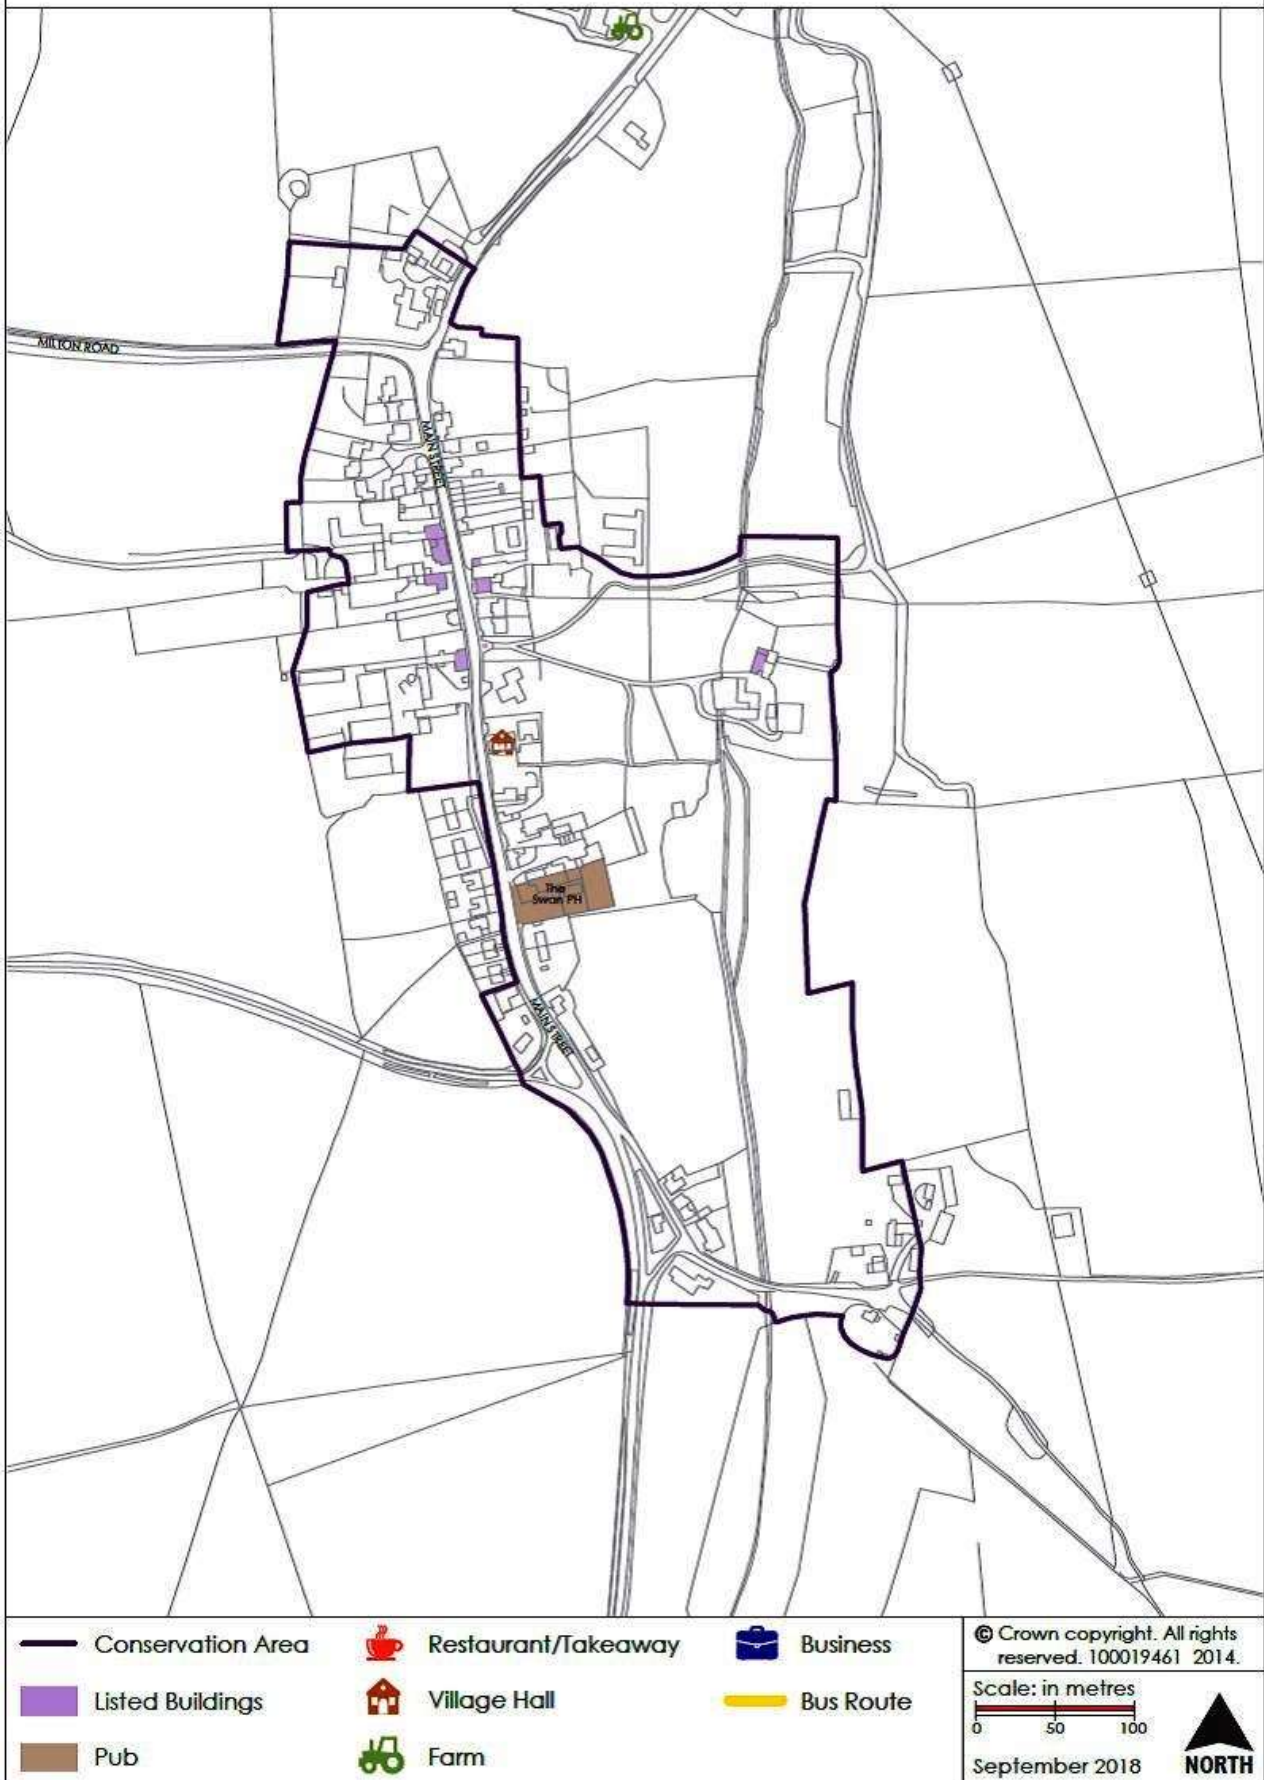 MILTON ROAD
MAIN STREET
The
Swan PH
MAIN STREET
Conservation Area
Restaurant/Takeaway
Business
Listed Buildings
Village Hall
Bus Route
Pub
Farm
© Crown copyright. All rights
reserved. 100019461 2014.
Scale: in metres
0 50 100
September 2018
NORTH